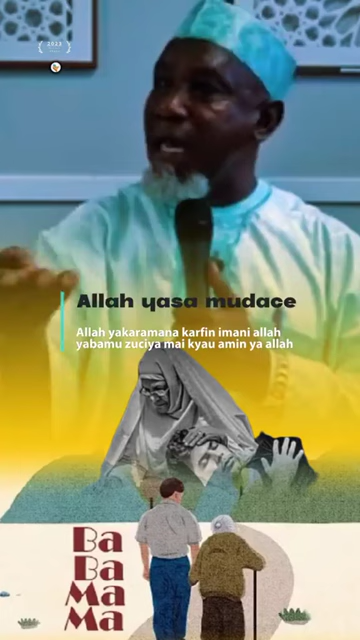 2023
Allah yasa mudace
Allah yakaramana karfin imani allah
yabamu zuciya mai kyau amin ya allah
Ba
Ba
Ma
Ma